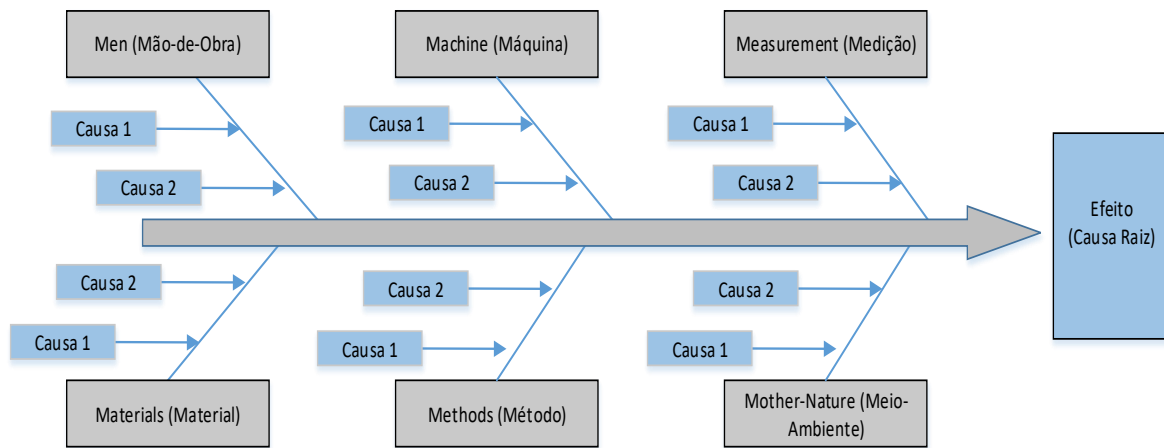 Men (Mão-de-Obra)
Machine (Máquina)
Measurement (Medição)
Causa 1
Causa 1
Causa 1
Causa 2
Causa 2
Causa 2
Efeito
(Causa Raiz)
Causa 2
Causa 2
Causa 2
Causa 1
Causa 1
Causa 1
Materials (Material)
Methods (Método)
Mother-Nature (Meio-
Ambiente)